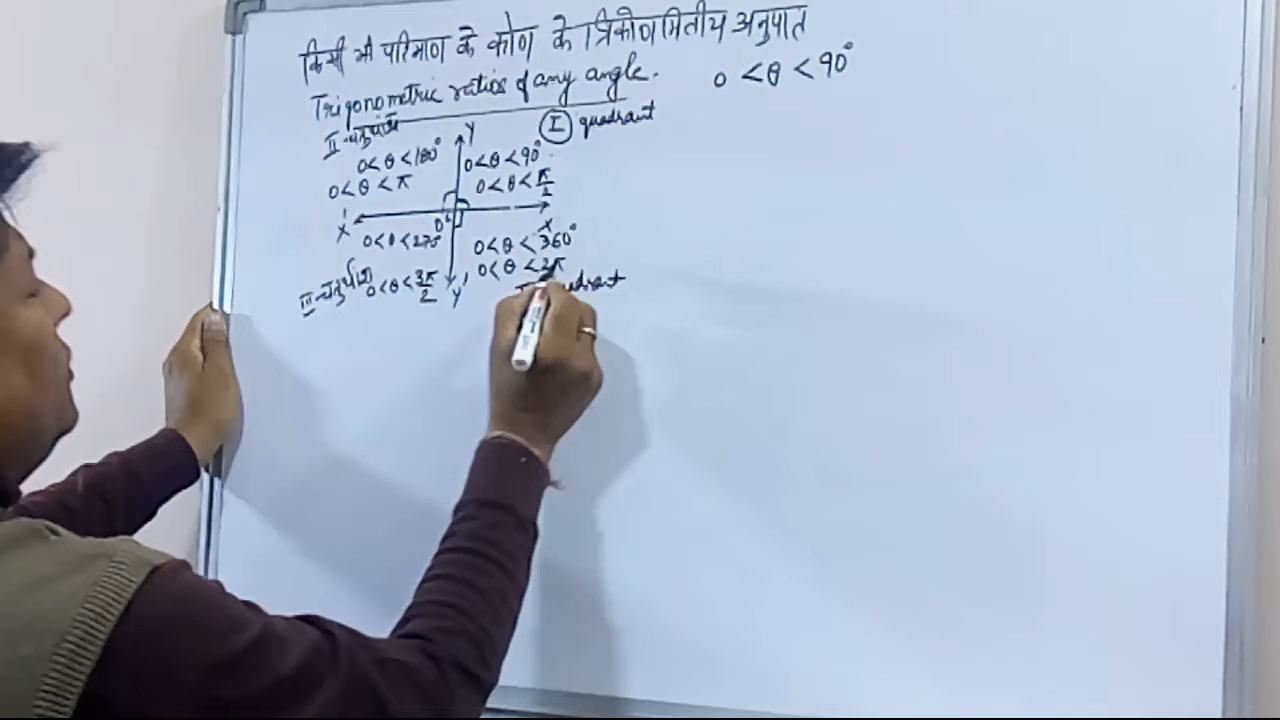 किसी भी परिमाण के कोण के त्रिकोणमितीय अनुपात
Trigonometric ratios of any angle.
0 < θ < 90°
II - चतुर्थांश
I quadrant
Y
0 < θ < 180°
0 < θ < 90°
0 < θ < π
0 < θ < π/2
X'
O
X
0 < θ < 270°
0 < θ < 360°
0 < θ < 2π
III - चतुर्थांश
0 < θ < 3π/2
Y'